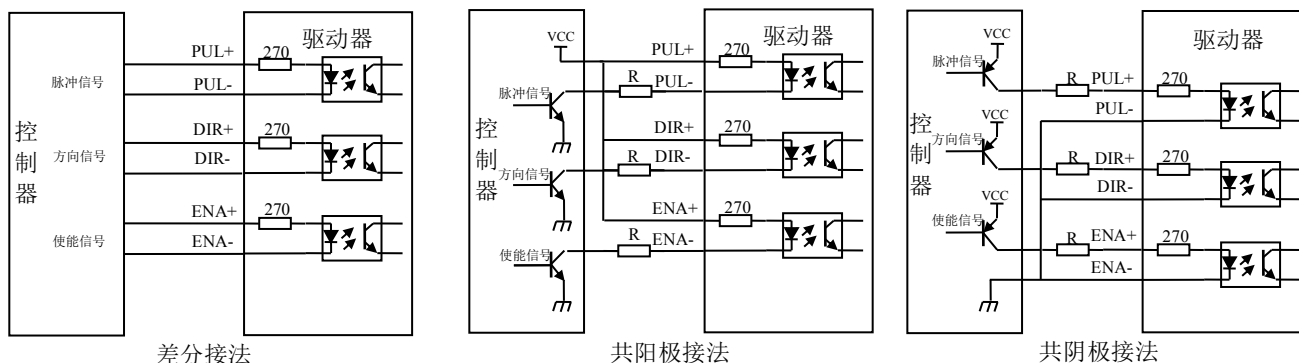 驱动器
PUL+
270
脉冲信号
PUL-
DIR+
270
控制器
方向信号
DIR-
ENA+
270
使能信号
ENA-
差分接法
驱动器
VCC
PUL+
270
R
PUL-
脉冲信号
控制器
DIR+
270
方向信号
R
DIR-
ENA+
270
R
ENA-
使能信号
共阳极接法
驱动器
VCC
脉冲信号
R
PUL+
270
PUL-
控制器
VCC
方向信号
R
DIR+
270
DIR-
VCC
使能信号
R
ENA+
270
ENA-
共阴极接法